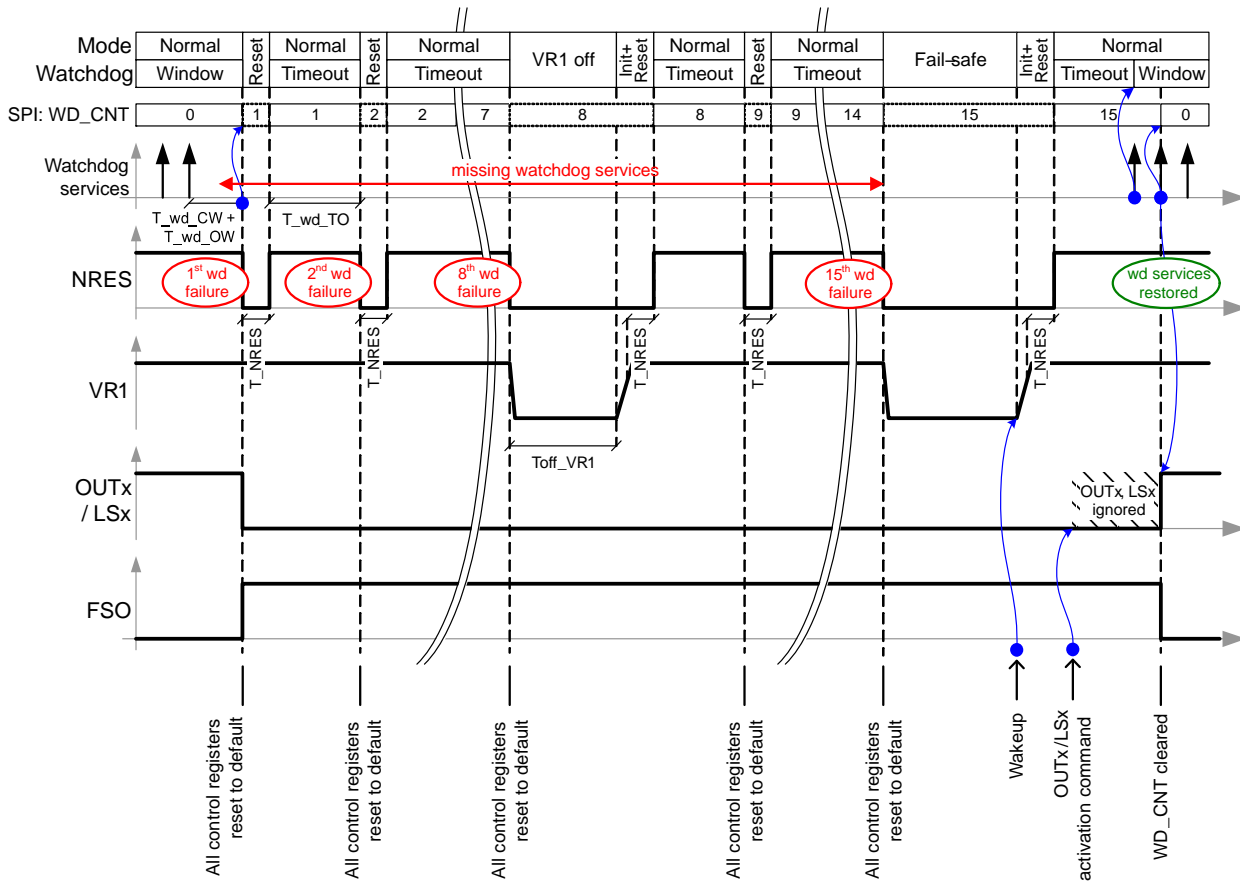 Mode Normal Reset Normal Reset Normal VR1 off Init+ Reset Normal Reset Normal Fail-safe Init+ Reset Normal
Watchdog Window Timeout Timeout Timeout Timeout Timeout Window
SPI: WD_CNT 0 1 1 2 2 7 8 8 9 9 14 15 15 0
Watchdog
services
missing watchdog services
T_wd_CW +
T_wd_OW
T_wd_TO
NRES
1st wd
failure
2nd wd
failure
8th wd
failure
15th wd
failure
wd services
restored
T_NRES
T_NRES
T_NRES
T_NRES
T_NRES
VR1
Toff_VR1
OUTx
/ LSx
OUTx, LSx
ignored
FSO
All control registers
reset to default
All control registers
reset to default
All control registers
reset to default
All control registers
reset to default
All control registers
reset to default
Wakeup
OUTx/LSx
activation command
WD_CNT cleared